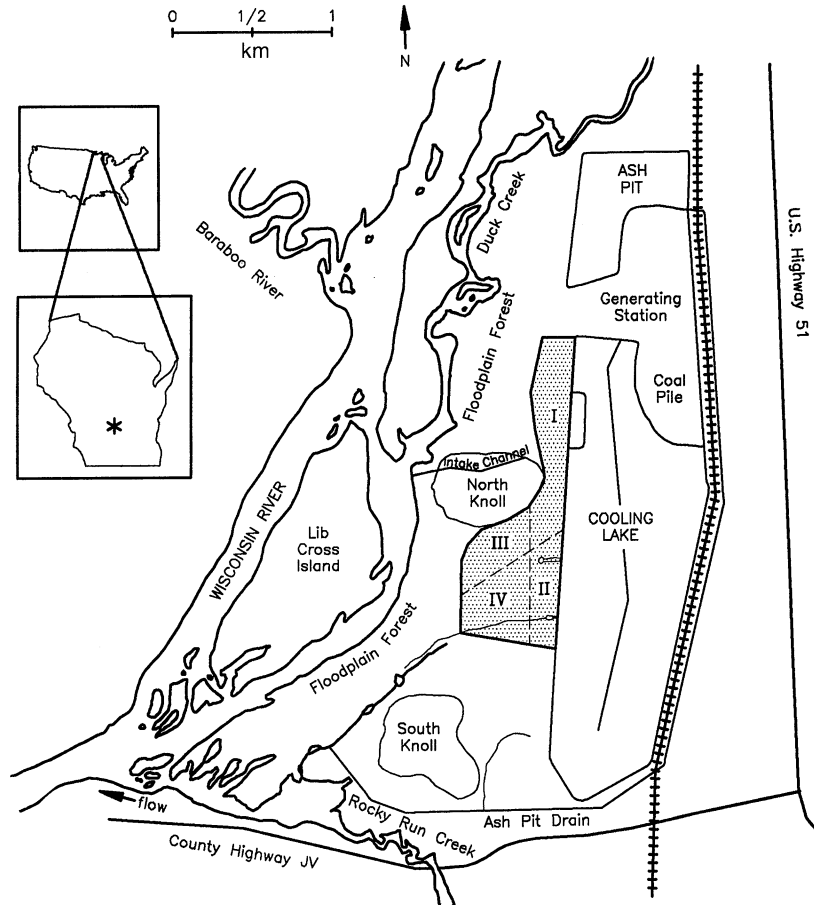 0 1/2 1
km
N
ASH
PIT
Duck Creek
Baraboo River
U.S. Highway 51
Generating
Station
Floodplain Forest
Coal
Pile
I
Intake Channel
North
Knoll
COOLING
LAKE
WISCONSIN RIVER
Lib
Cross
Island
III
II
IV
*
Floodplain Forest
South
Knoll
flow
Rocky Run Creek
Ash Pit Drain
County Highway JV